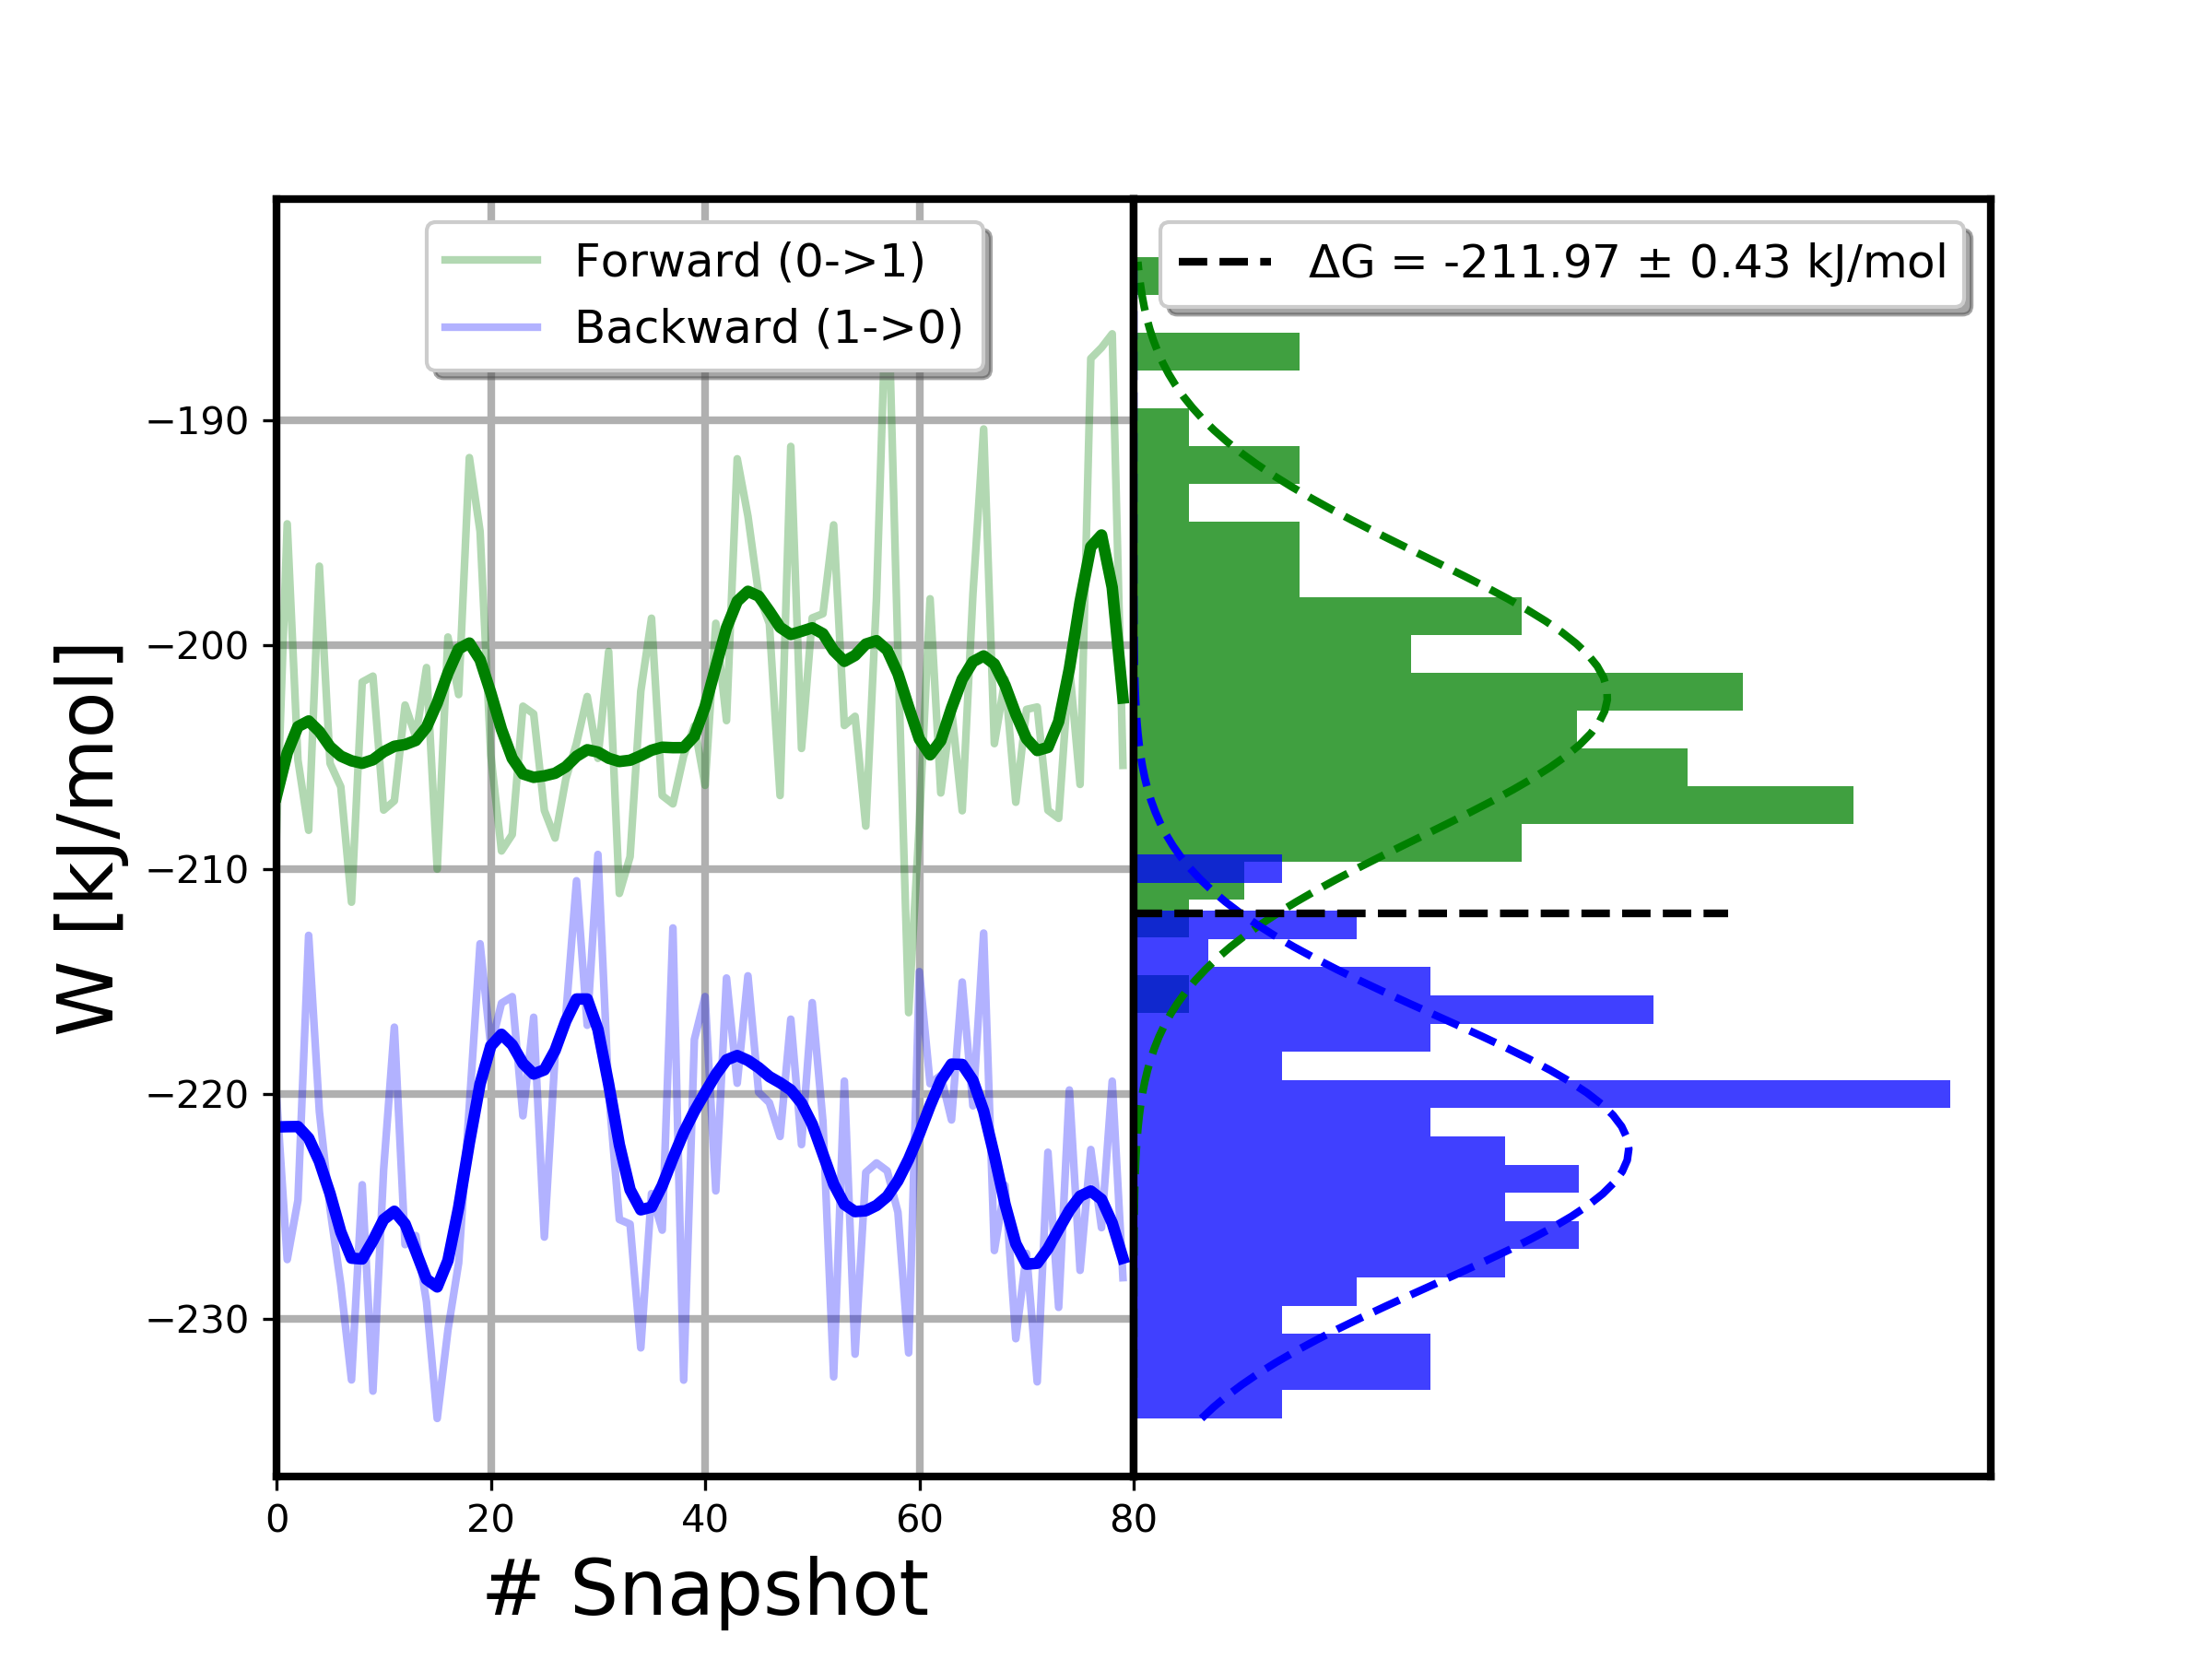 Forward (0->1)
Backward (1->0)
ΔG = -211.97 ± 0.43 kJ/mol
W [kJ/mol]
−190
−200
−210
−220
−230
0 20 40 60 80
# Snapshot